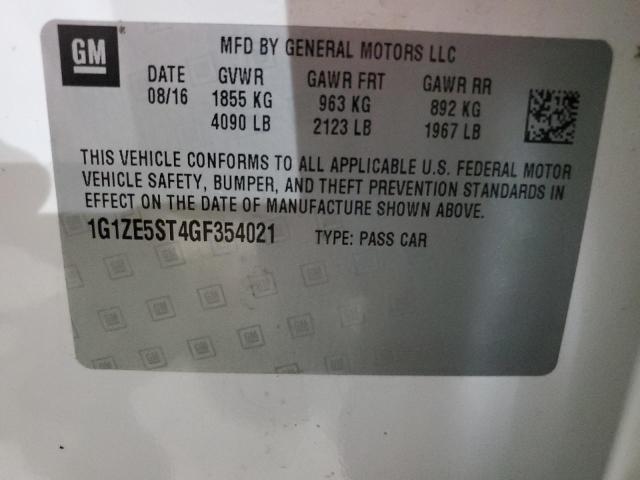 GM MFD BY GENERAL MOTORS LLC
DATE GVWR GAWR FRT GAWR RR
08/16 1855 KG 963 KG 892 KG
4090 LB 2123 LB 1967 LB
THIS VEHICLE CONFORMS TO ALL APPLICABLE U.S. FEDERAL MOTOR
VEHICLE SAFETY, BUMPER, AND THEFT PREVENTION STANDARDS IN
EFFECT ON THE DATE OF MANUFACTURE SHOWN ABOVE.
1G1ZE5ST4GF354021 TYPE: PASS CAR